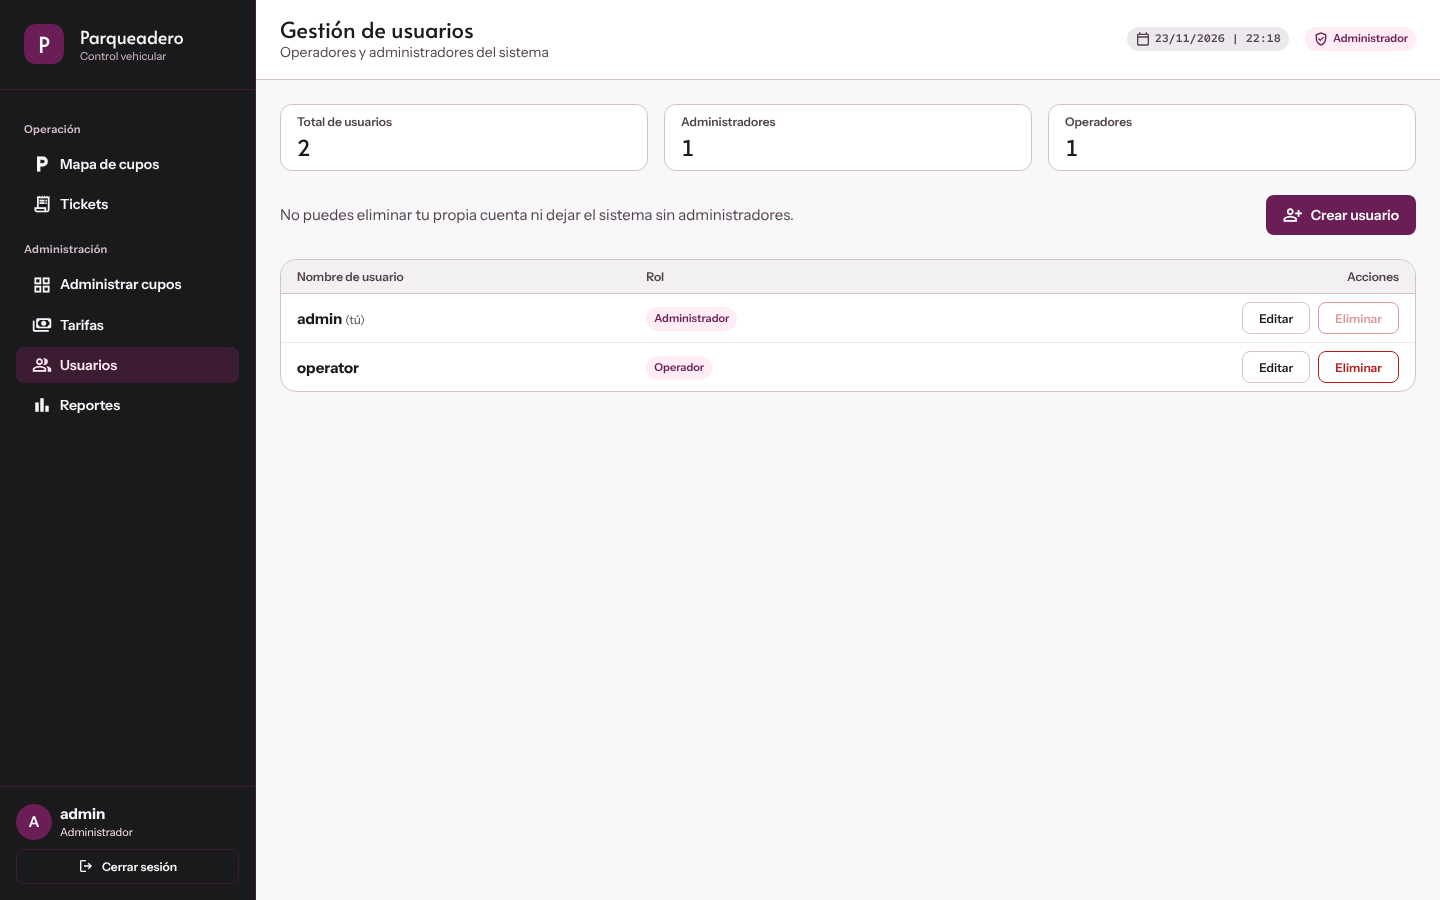 P
Parqueadero
Control vehicular
Operación
Mapa de cupos
Tickets
Administración
Administrar cupos
Tarifas
Usuarios
Reportes
A
admin
Administrador
Cerrar sesión
Gestión de usuarios
Operadores y administradores del sistema
23/11/2026 | 22:18
Administrador
Total de usuarios
2
Administradores
1
Operadores
1
No puedes eliminar tu propia cuenta ni dejar el sistema sin administradores.
Crear usuario
Nombre de usuario Rol Acciones
admin (tú) Administrador Editar Eliminar
operator Operador Editar Eliminar